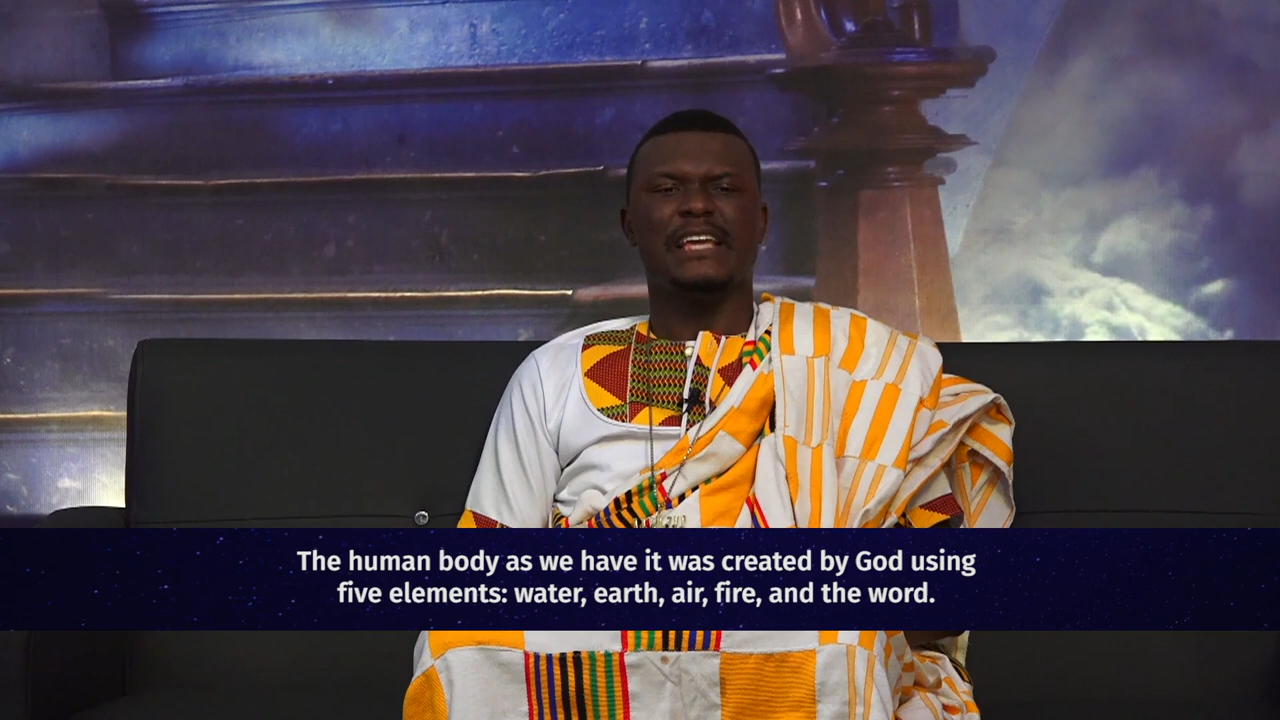 The human body as we have it was created by God using
five elements: water, earth, air, fire, and the word.